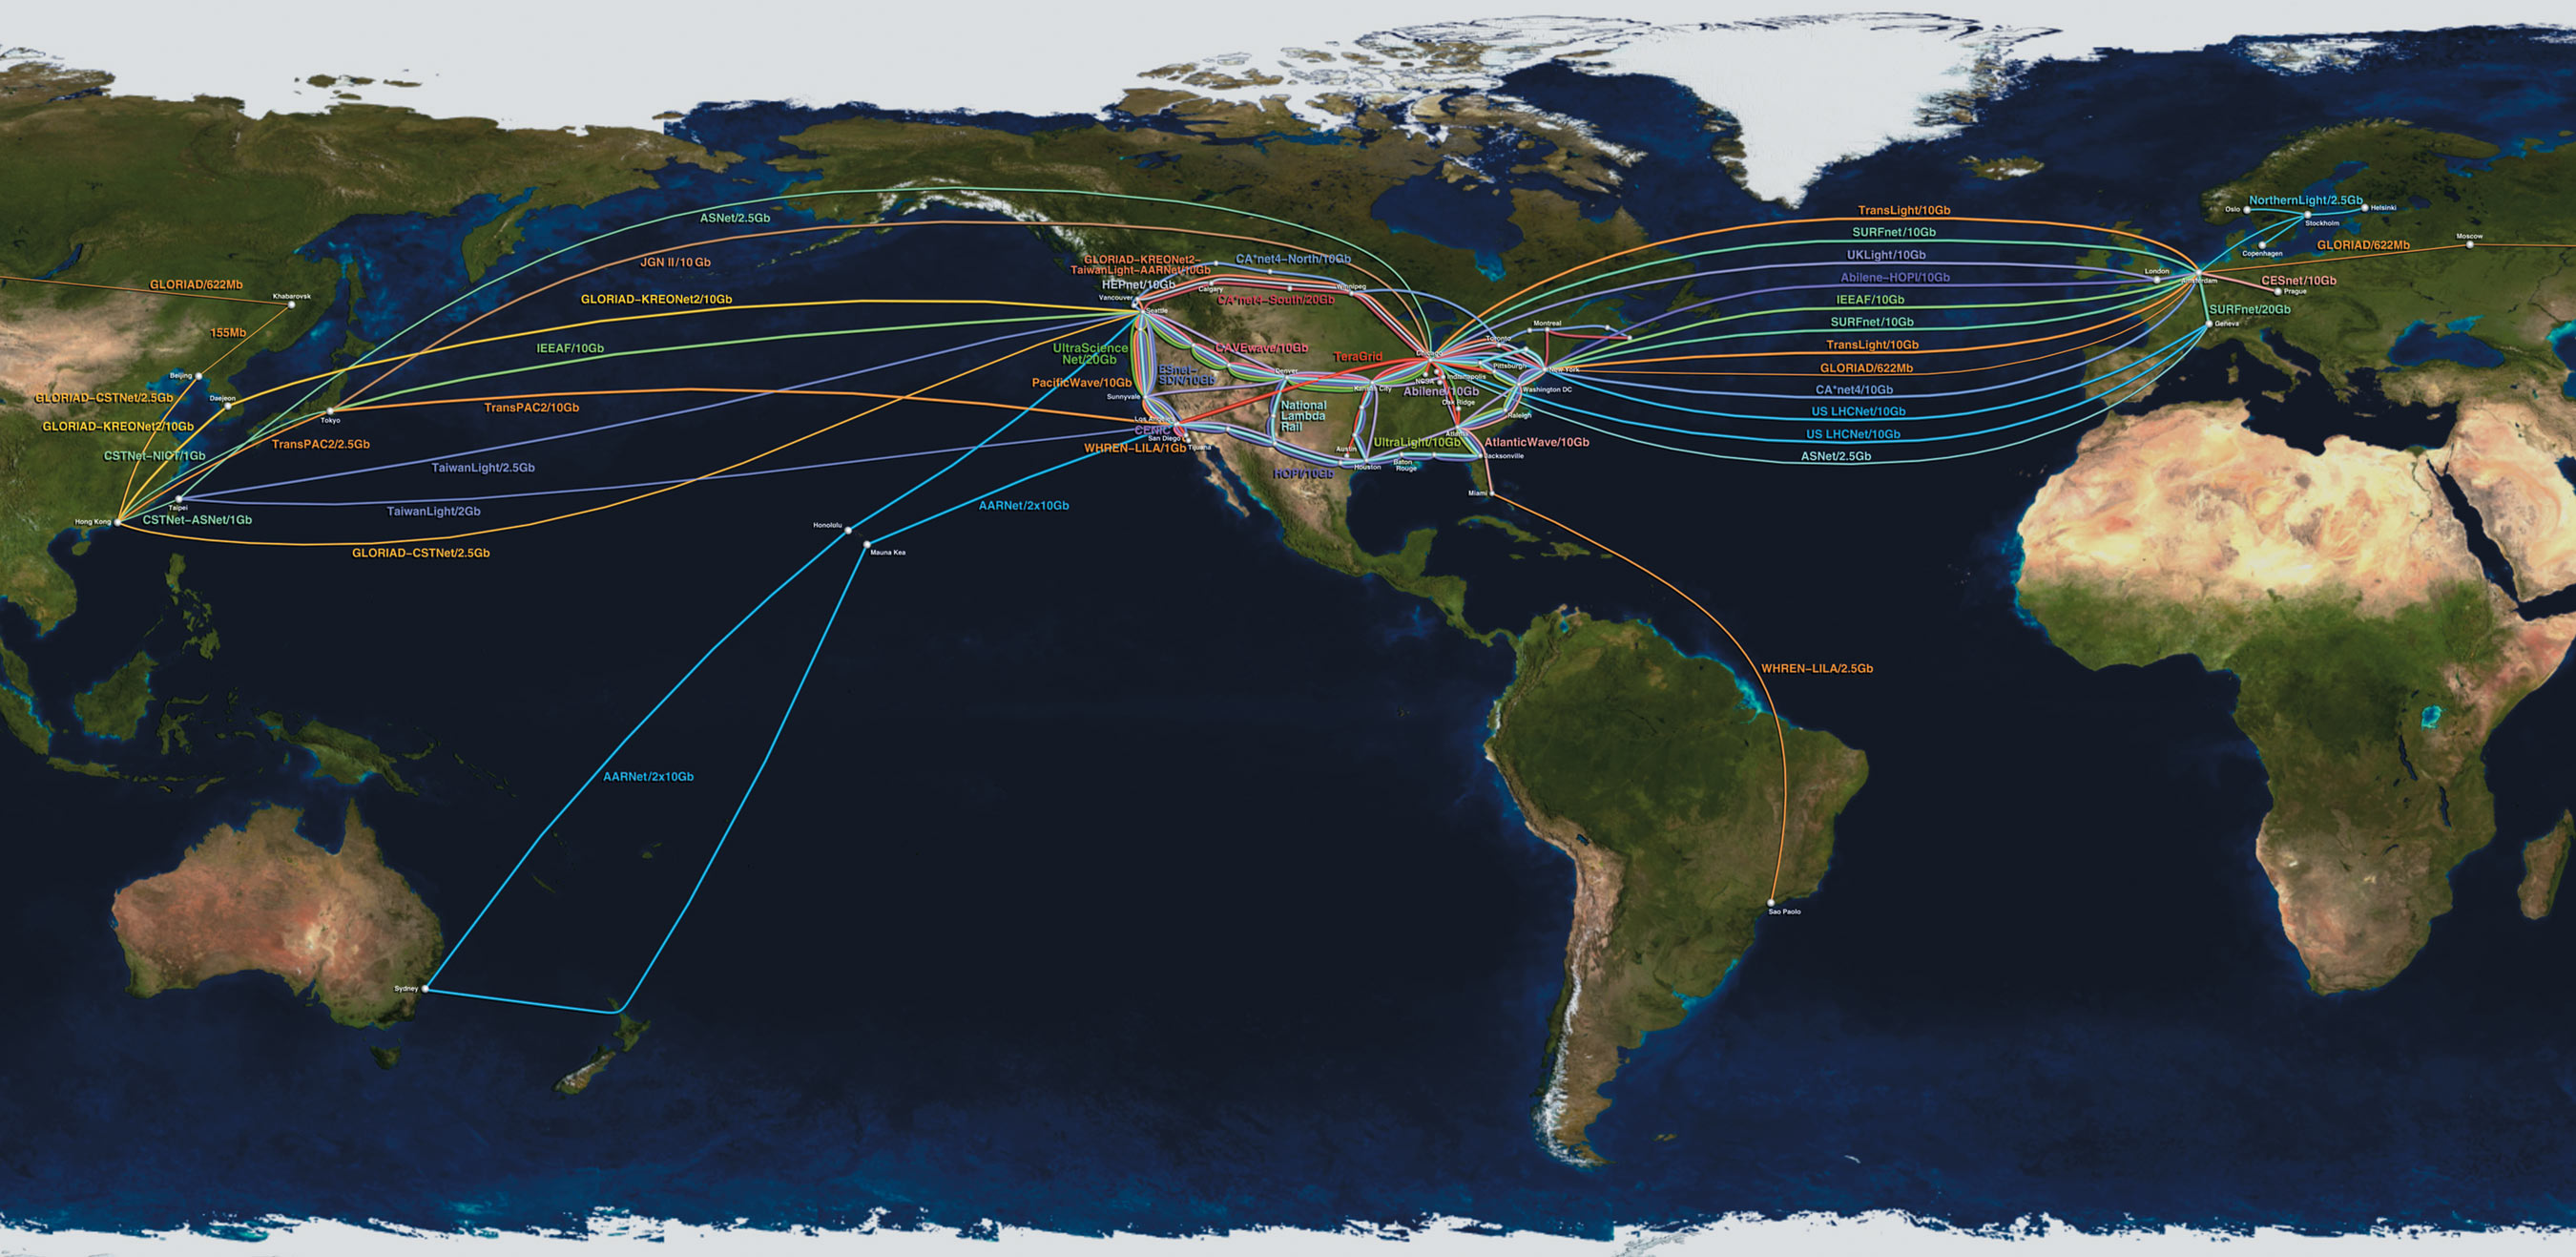 NorthernLight/2.5Gb
Oslo
Helsinki
Stockholm
TransLight/10Gb
ASNet/2.5Gb
SURFnet/10Gb
Moscow
GLORIAD/622Mb
Copenhagen
UKLight/10Gb
GLORIAD-KREONet2-
TaiwanLight-AARNet/10Gb
CA*net4-North/10Gb
JGN II/10 Gb
London
Amsterdam
Abilene-HOPI/10Gb
CESnet/10Gb
Prague
GLORIAD/622Mb
HEPnet/10Gb
Calgary
Winnipeg
Khabarovsk
Vancouver
GLORIAD-KREONet2/10Gb
CA*net4-South/20Gb
IEEAF/10Gb
Seattle
SURFnet/20Gb
SURFnet/10Gb
Geneva
Montreal
155Mb
Toronto
TransLight/10Gb
IEEAF/10Gb
UltraScience
Net/20Gb
CAVEwave/10Gb
TeraGrid
Chicago
Pittsburgh
New York
GLORIAD/622Mb
Beijing
ESnet-
SDN/10Gb
Denver
Indianapolis
NCSA
PacificWave/10Gb
Kansas City
Abilene/10Gb
Washington DC
CA*net4/10Gb
GLORIAD-CSTNet/2.5Gb
Daejeon
Sunnyvale
Oak Ridge
TransPAC2/10Gb
National
Lambda
Rail
US LHCNet/10Gb
Raleigh
Tokyo
Los Angeles
GLORIAD-KREONet2/10Gb
CENIC
Atlanta
US LHCNet/10Gb
TransPAC2/2.5Gb
San Diego
Tijuana
WHREN-LILA/1Gb
UltraLight/10Gb
AtlanticWave/10Gb
CSTNet-NICT/1Gb
Austin
Jacksonville
ASNet/2.5Gb
TaiwanLight/2.5Gb
HOPI/10Gb
Houston
Baton
Rouge
Miami
Taipei
TaiwanLight/2Gb
AARNet/2x10Gb
Hong Kong
CSTNet-ASNet/1Gb
Honolulu
Mauna Kea
GLORIAD-CSTNet/2.5Gb
WHREN-LILA/2.5Gb
AARNet/2x10Gb
Sao Paolo
Sydney